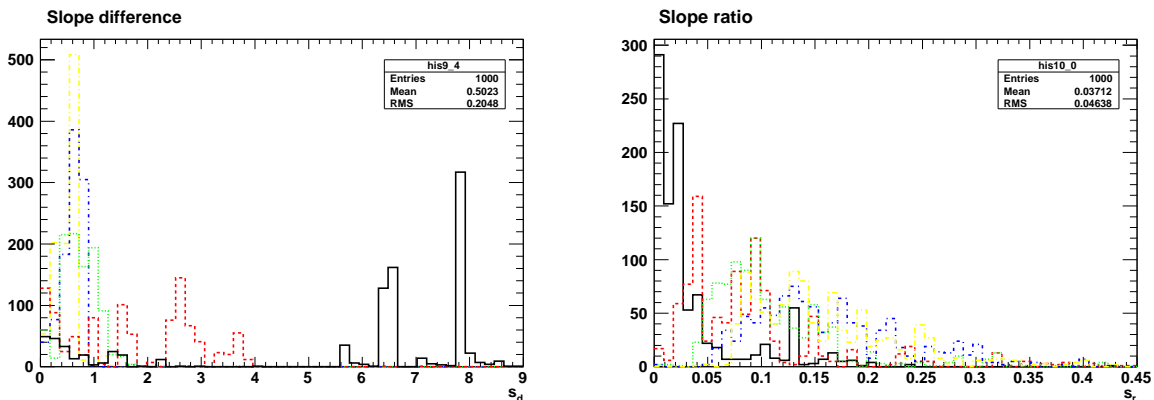 Slope difference
his9_4
Entries 1000
Mean 0.5023
RMS 0.2048
500
400
300
200
100
0
0 1 2 3 4 5 6 7 8 9
s_d
Slope ratio
his10_0
Entries 1000
Mean 0.03712
RMS 0.04638
300
250
200
150
100
50
0
0 0.05 0.1 0.15 0.2 0.25 0.3 0.35 0.4 0.45
s_r